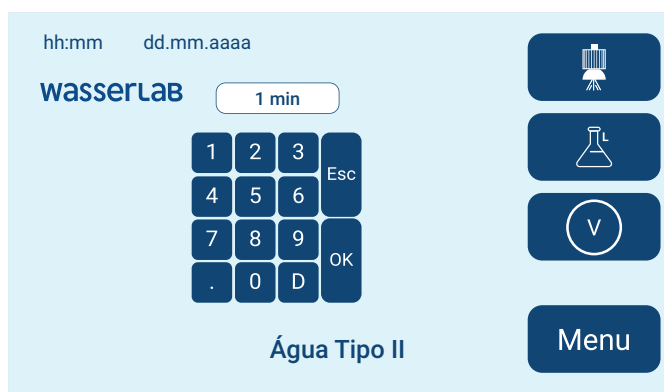 hh:mm dd.mm.aaaa
wasserLAB
1 min
1 2 3 Esc
4 5 6
7 8 9 OK
. 0 D
L
V
Água Tipo II
Menu